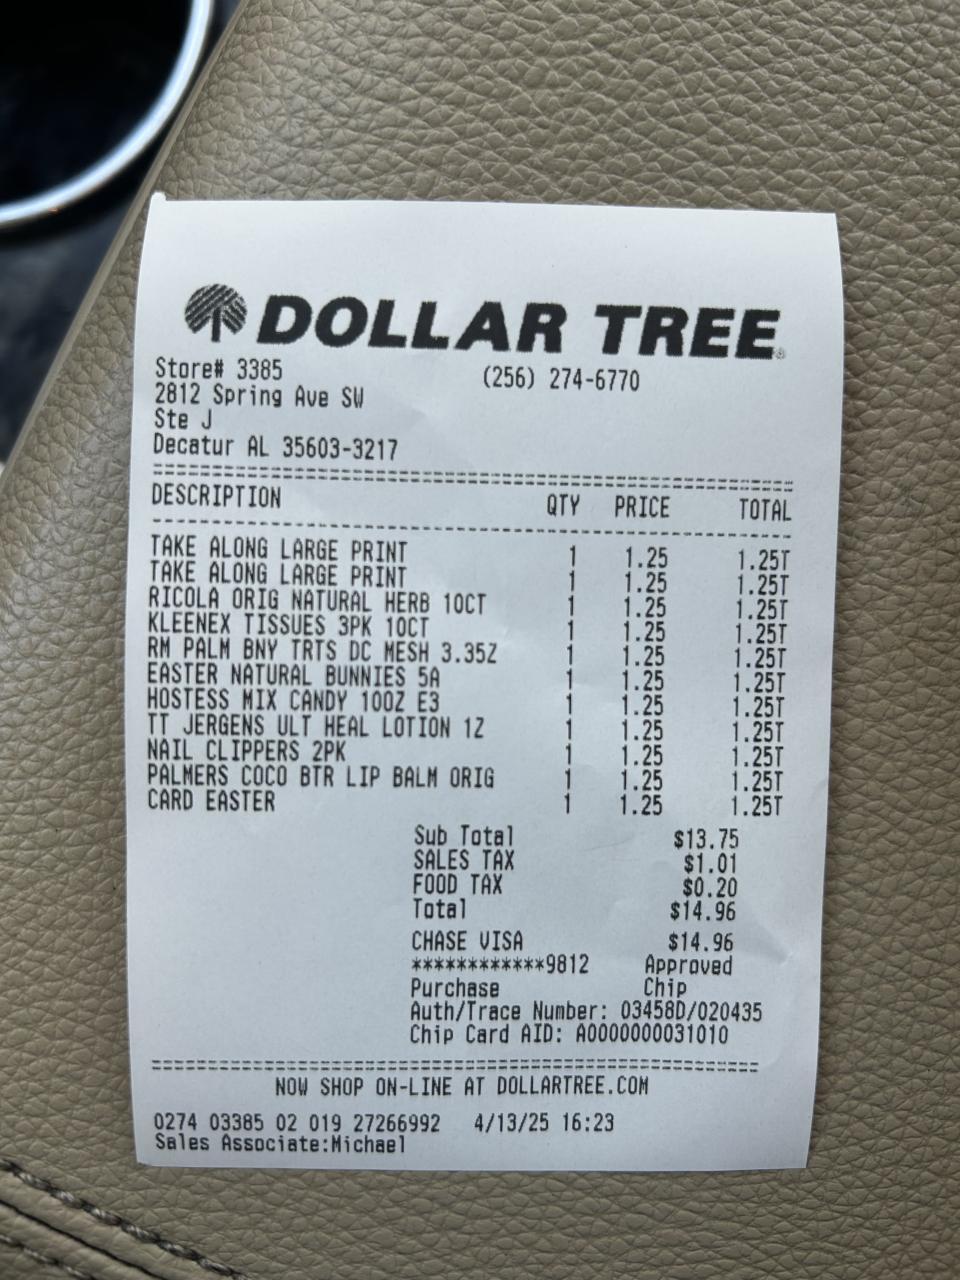 DOLLAR TREE®
Store# 3385 (256) 274-6770
2812 Spring Ave SW
Ste J
Decatur AL 35603-3217
DESCRIPTION QTY PRICE TOTAL
TAKE ALONG LARGE PRINT 1 1.25 1.25T
TAKE ALONG LARGE PRINT 1 1.25 1.25T
RICOLA ORIG NATURAL HERB 10CT 1 1.25 1.25T
KLEENEX TISSUES 3PK 10CT 1 1.25 1.25T
RM PALM BNY TRTS DC MESH 3.35Z 1 1.25 1.25T
EASTER NATURAL BUNNIES 5A 1 1.25 1.25T
HOSTESS MIX CANDY 10OZ E3 1 1.25 1.25T
TT JERGENS ULT HEAL LOTION 1Z 1 1.25 1.25T
NAIL CLIPPERS 2PK 1 1.25 1.25T
PALMERS COCO BTR LIP BALM ORIG 1 1.25 1.25T
CARD EASTER 1 1.25 1.25T
Sub Total $13.75
SALES TAX $1.01
FOOD TAX $0.20
Total $14.96
CHASE VISA $14.96
************9812 Approved
Purchase Chip
Auth/Trace Number: 03458D/020435
Chip Card AID: A0000000031010
NOW SHOP ON-LINE AT DOLLARTREE.COM
0274 03385 02 019 27266992 4/13/25 16:23
Sales Associate:Michael